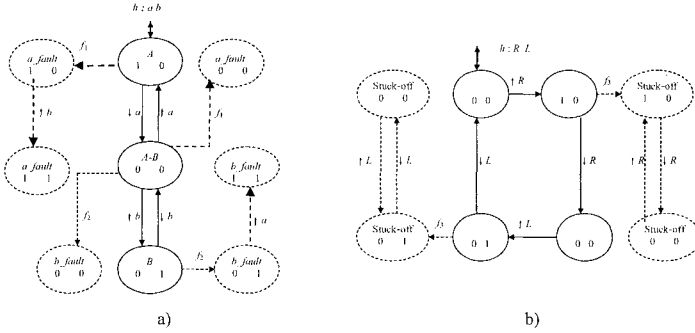 h : a b
a_fault
1 0
f1
A
1 0
a_fault
0 0
↑ b
↓ a
↑ a
f1
a_fault
1 1
A-B
0 0
b_fault
1 1
f2
↑ b
↓ b
↑ a
b_fault
0 0
B
0 1
f2
b_fault
0 1
a)
h : R L
Stuck-off
0 0
0 0
↑ R
1 0
f3
Stuck-off
1 0
↑ L
↓ L
↓ L
↓ R
↑ R
↓ R
Stuck-off
0 1
f3
0 1
↑ L
0 0
Stuck-off
0 0
b)